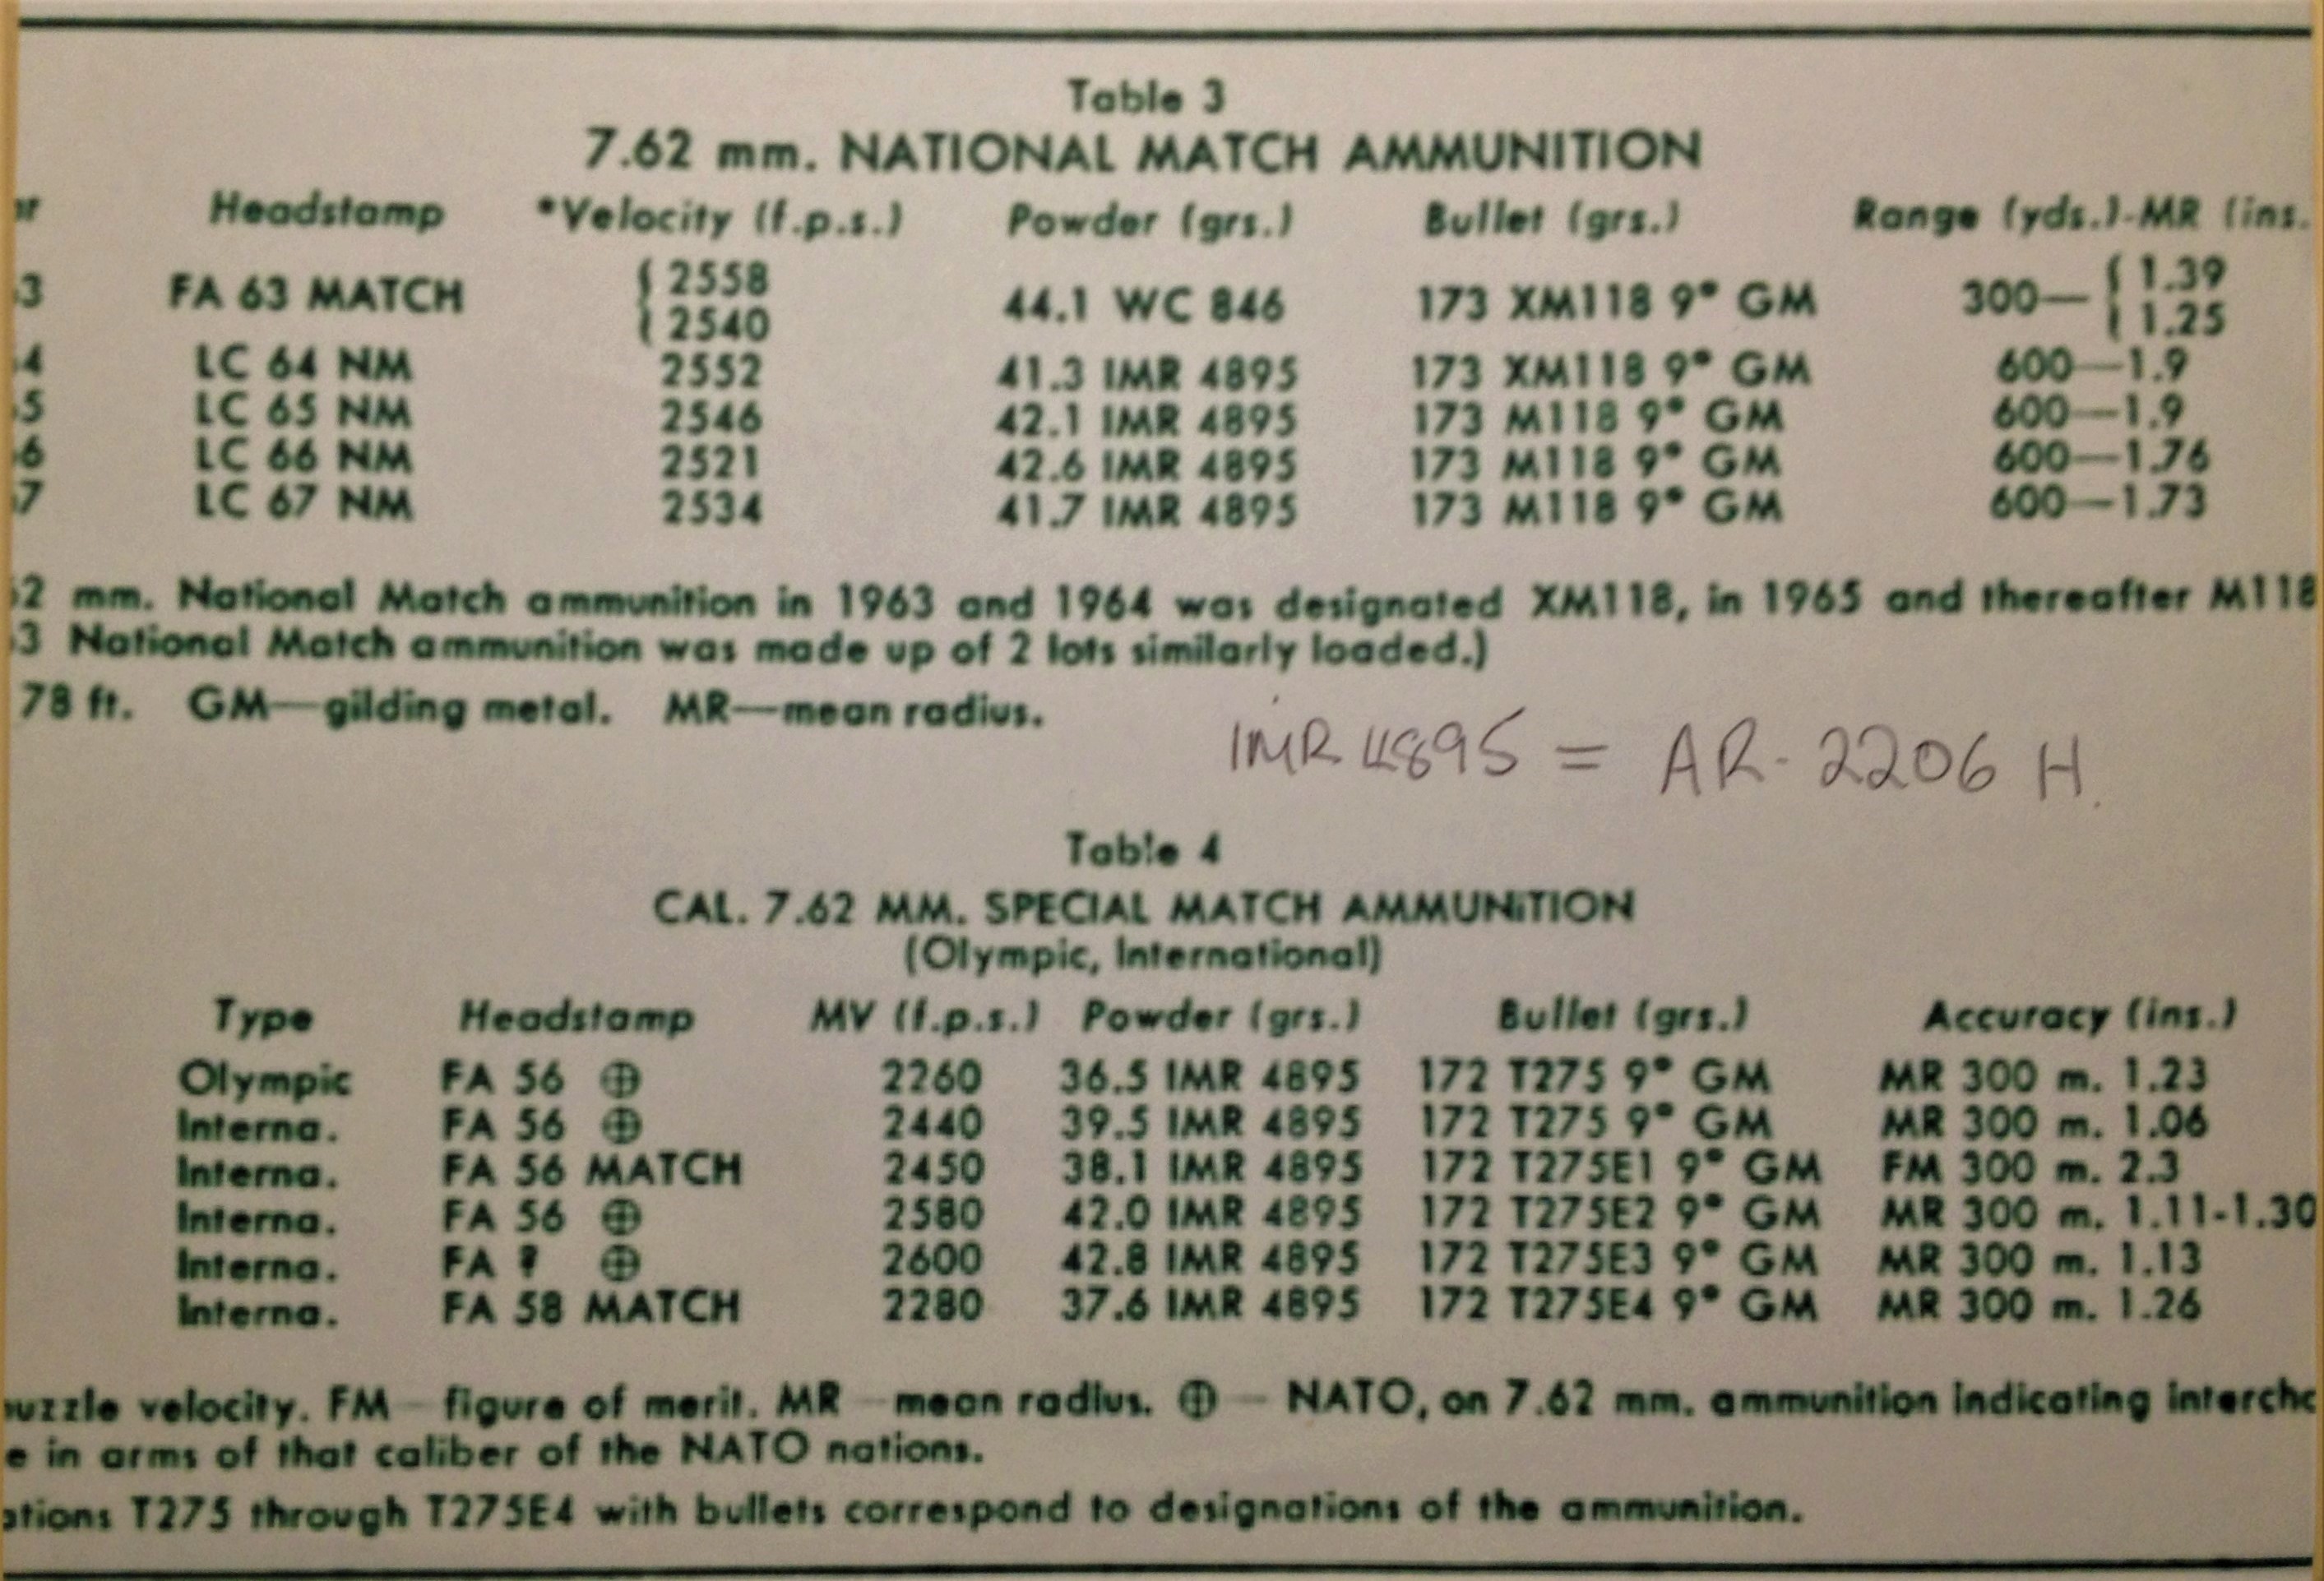 Table 3
7.62 mm. NATIONAL MATCH AMMUNITION
r Headstamp *Velocity (f.p.s.) Powder (grs.) Bullet (grs.) Range (yds.)-MR (ins.
3 FA 63 MATCH { 2558 2540 44.1 WC 846 173 XM118 9° GM 300— { 1.39 1.25
4 LC 64 NM 2552 41.3 IMR 4895 173 XM118 9° GM 600—1.9
5 LC 65 NM 2546 42.1 IMR 4895 173 M118 9° GM 600—1.9
6 LC 66 NM 2521 42.6 IMR 4895 173 M118 9° GM 600—1.76
7 LC 67 NM 2534 41.7 IMR 4895 173 M118 9° GM 600—1.73
2 mm. National Match ammunition in 1963 and 1964 was designated XM118, in 1965 and thereafter M118
3 National Match ammunition was made up of 2 lots similarly loaded.)
78 ft. GM—gilding metal. MR—mean radius.
IMR 4895 = AR-2206 H.
Table 4
CAL. 7.62 MM. SPECIAL MATCH AMMUNITION
(Olympic, International)
Type Headstamp MV (f.p.s.) Powder (grs.) Bullet (grs.) Accuracy (ins.)
Olympic FA 56 ⊕ 2260 36.5 IMR 4895 172 T275 9° GM MR 300 m. 1.23
Interna. FA 56 ⊕ 2440 39.5 IMR 4895 172 T275 9° GM MR 300 m. 1.06
Interna. FA 56 MATCH 2450 38.1 IMR 4895 172 T275E1 9° GM FM 300 m. 2.3
Interna. FA 56 ⊕ 2580 42.0 IMR 4895 172 T275E2 9° GM MR 300 m. 1.11-1.30
Interna. FA ? ⊕ 2600 42.8 IMR 4895 172 T275E3 9° GM MR 300 m. 1.13
Interna. FA 58 MATCH 2280 37.6 IMR 4895 172 T275E4 9° GM MR 300 m. 1.26
uzzle velocity. FM—figure of merit. MR—mean radius. ⊕ — NATO, on 7.62 mm. ammunition indicating intercha
e in arms of that caliber of the NATO nations.
ations T275 through T275E4 with bullets correspond to designations of the ammunition.